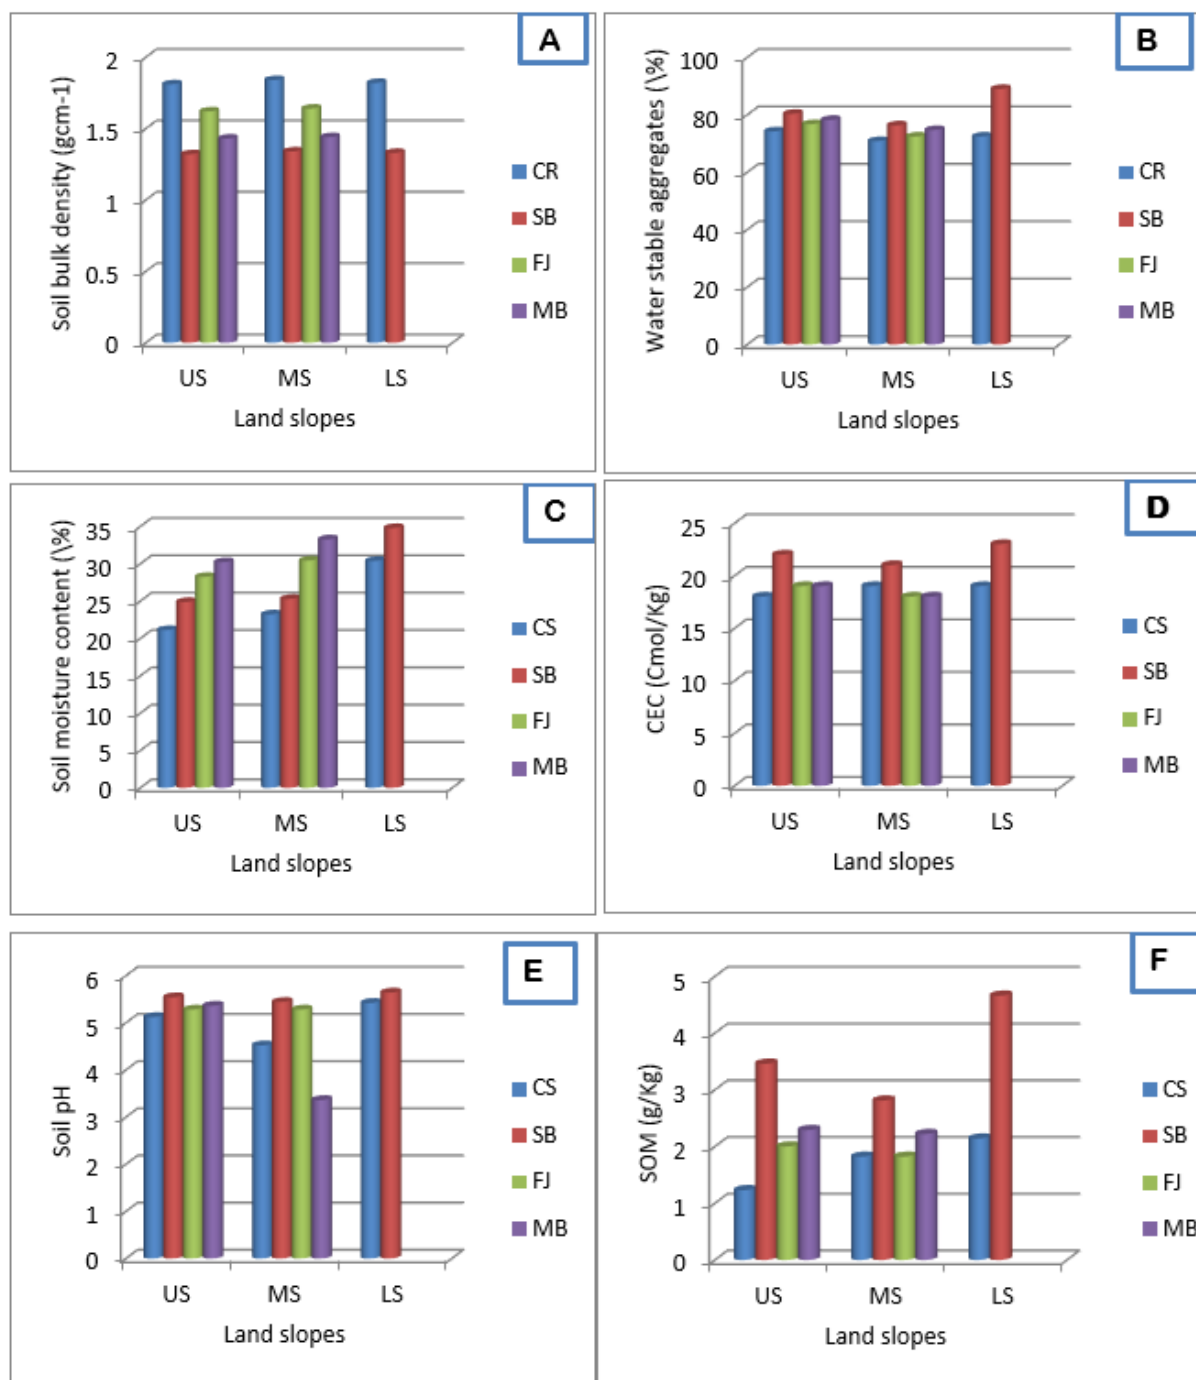 A
Soil bulk density (gcm-1)
2
1.5
1
0.5
0
US MS LS
Land slopes
CR
SB
FJ
MB
B
Water stable aggregates (\%)
100
80
60
40
20
0
US MS LS
Land slopes
CR
SB
FJ
MB
C
Soil moisture content (\%)
35
30
25
20
15
10
5
0
US MS LS
Land slopes
CS
SB
FJ
MB
D
CEC (Cmol/Kg)
25
20
15
10
5
0
US MS LS
Land slopes
CS
SB
FJ
MB
E
Soil pH
6
5
4
3
2
1
0
US MS LS
Land slopes
CS
SB
FJ
MB
F
SOM (g/Kg)
5
4
3
2
1
0
US MS LS
Land slopes
CS
SB
FJ
MB